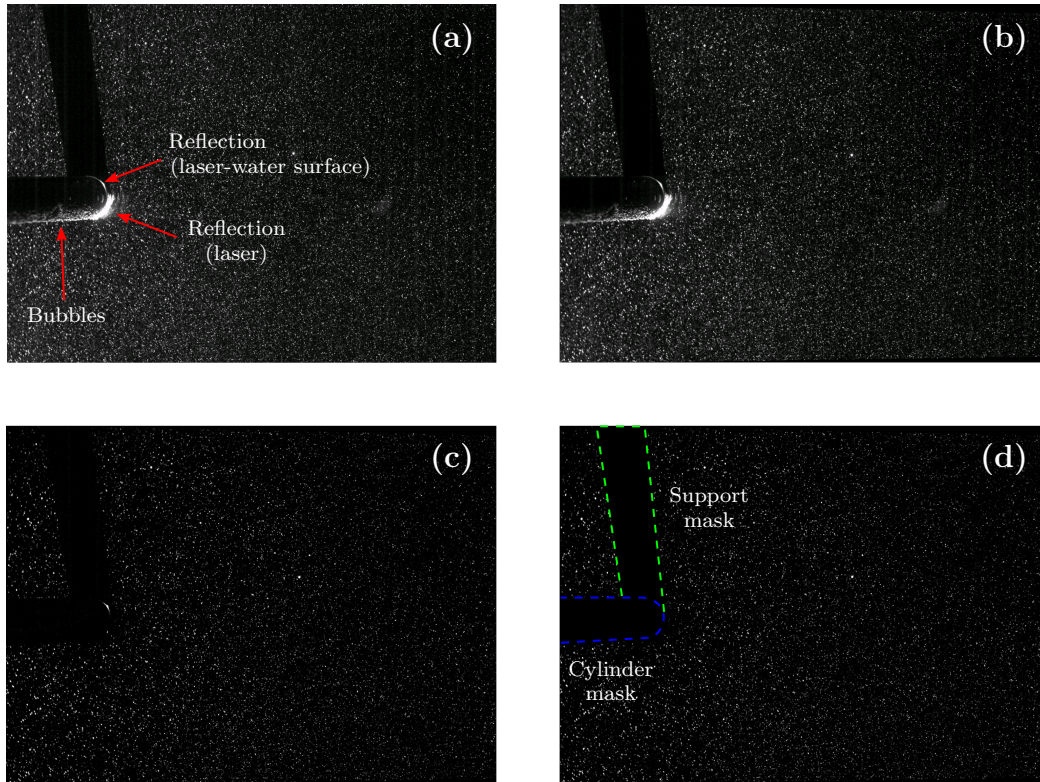 (a)
Reflection
(laser-water surface)
Reflection
(laser)
Bubbles
(b)
(c)
(d)
Support
mask
Cylinder
mask